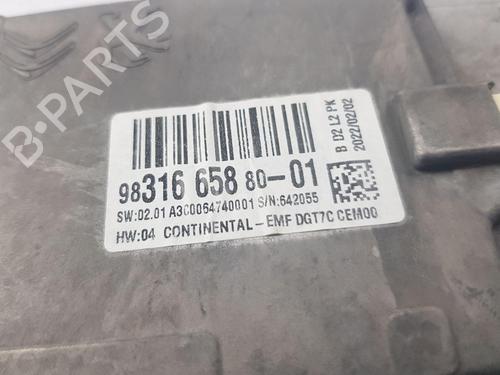 B-PARTS
B D2 L2 PK
2022/02/02
98316 658 80-01
SW:02.01 A3C0064740001 S/N:642055
HW:04 CONTINENTAL-EMF DGT7C CEM00